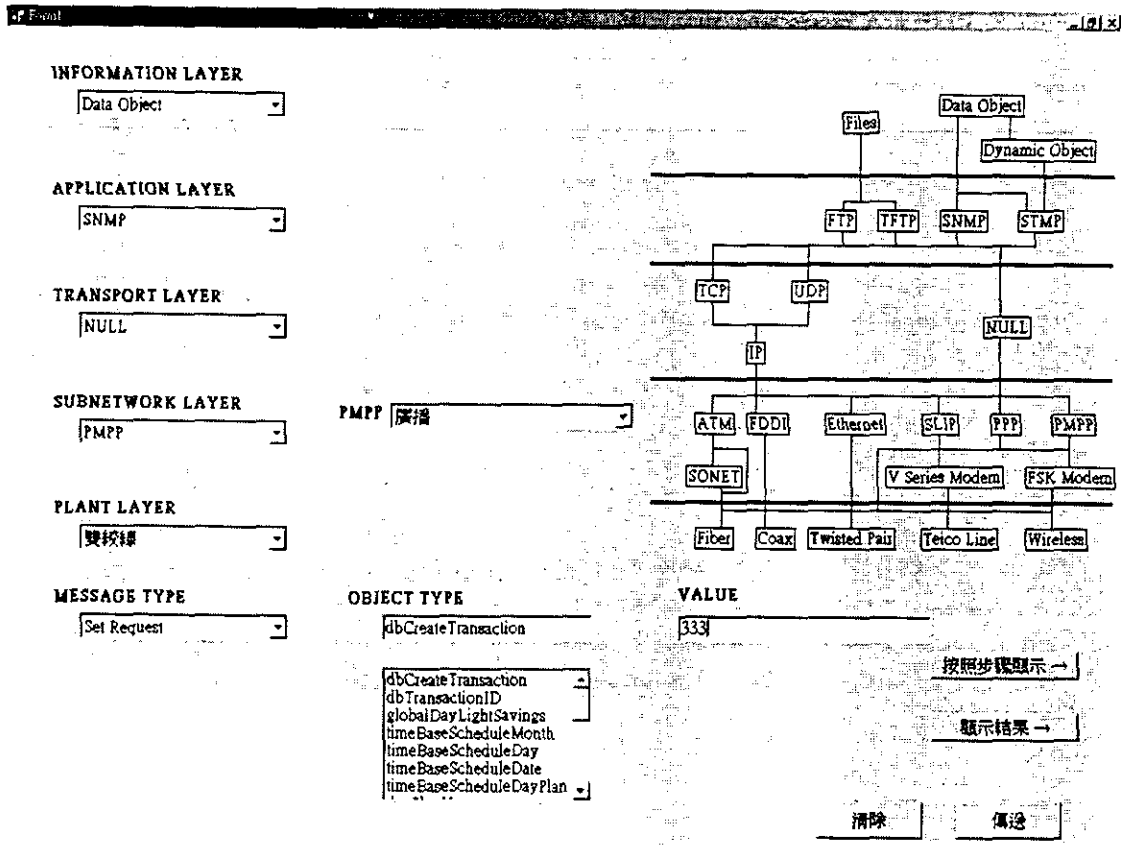 Form1
INFORMATION LAYER
Data Object
APPLICATION LAYER
SNMP
TRANSPORT LAYER
NULL
SUBNETWORK LAYER
PMPP
PMPP 廣播
PLANT LAYER
雙絞線
MESSAGE TYPE
Set Request
OBJECT TYPE
dbCreateTransaction
dbCreateTransaction
dbTransactionID
globalDayLightSavings
timeBaseScheduleMonth
timeBaseScheduleDay
timeBaseScheduleDate
timeBaseScheduleDayPlan
VALUE
333
Files
Data Object
Dynamic Object
FTP TFTP SNMP STMP
TCP UDP
NULL
IP
ATM FDDI Ethernet SLIP PPP PMPP
SONET V Series Modem FSK Modem
Fiber Coax Twisted Pair Telco Line Wireless
按照步驟顯示→
顯示結果→
清除 傳送